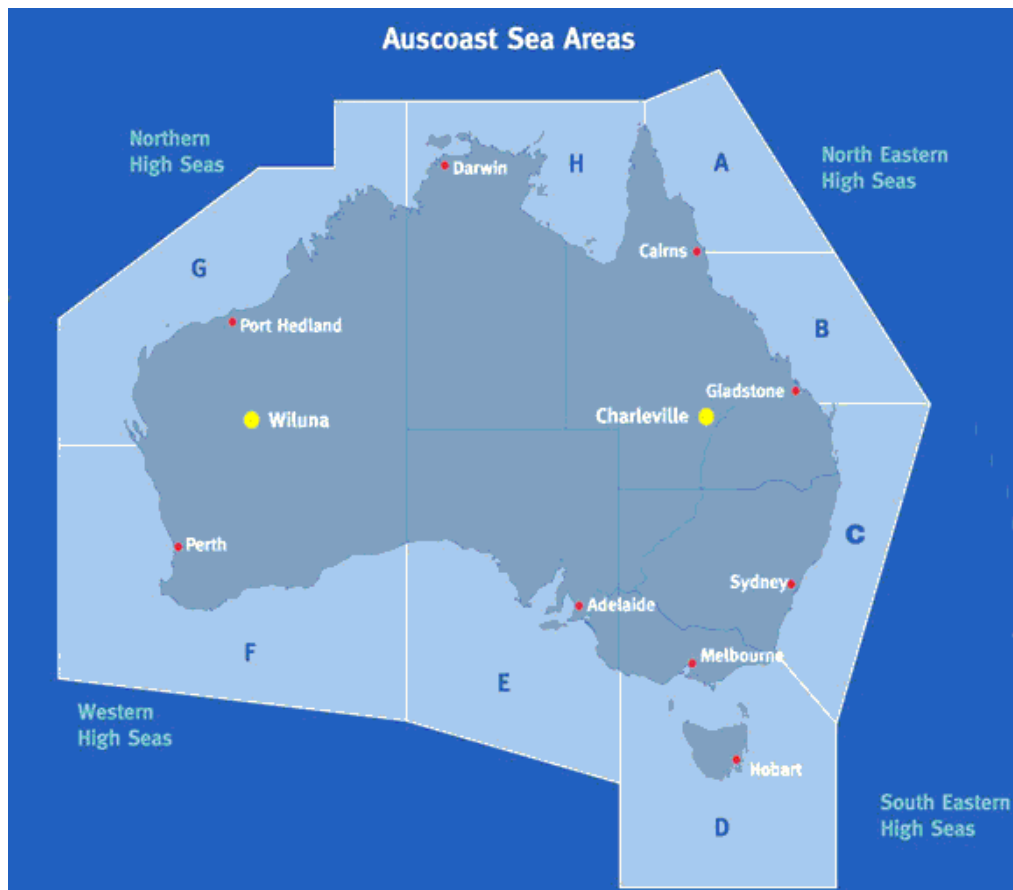 Auscoast Sea Areas
Northern
High Seas
H
A
North Eastern
High Seas
Darwin
Cairns
G
Port Hedland
B
Gladstone
Wiluna
Charleville
C
Perth
Sydney
Adelaide
F
Melbourne
E
Western
High Seas
Hobart
South Eastern
High Seas
D